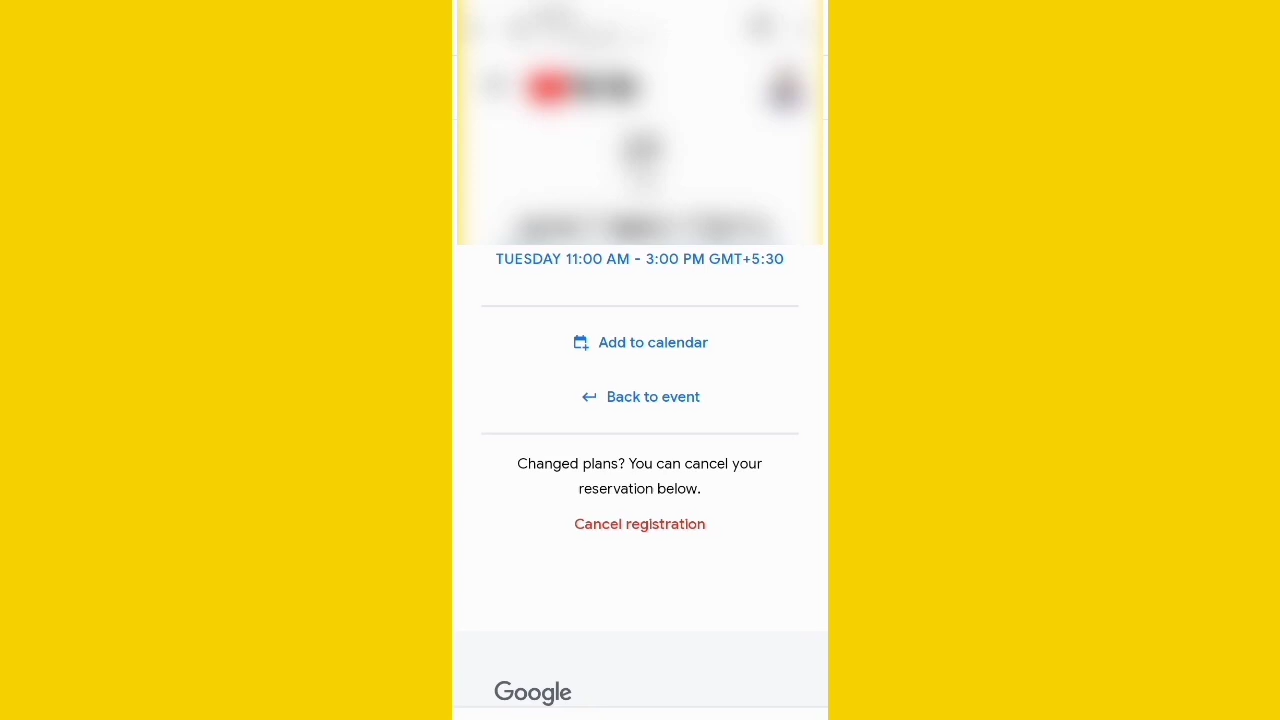 TUESDAY 11:00 AM - 3:00 PM GMT+5:30
Add to calendar
Back to event
Changed plans? You can cancel your
reservation below.
Cancel registration
Google